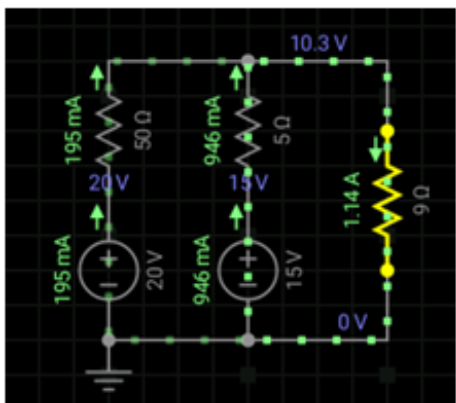 10.3 V
195 mA
50 Ω
946 mA
5 Ω
20 V
15 V
1.14 A
9 Ω
195 mA
+
−
20 V
946 mA
+
−
15 V
0 V